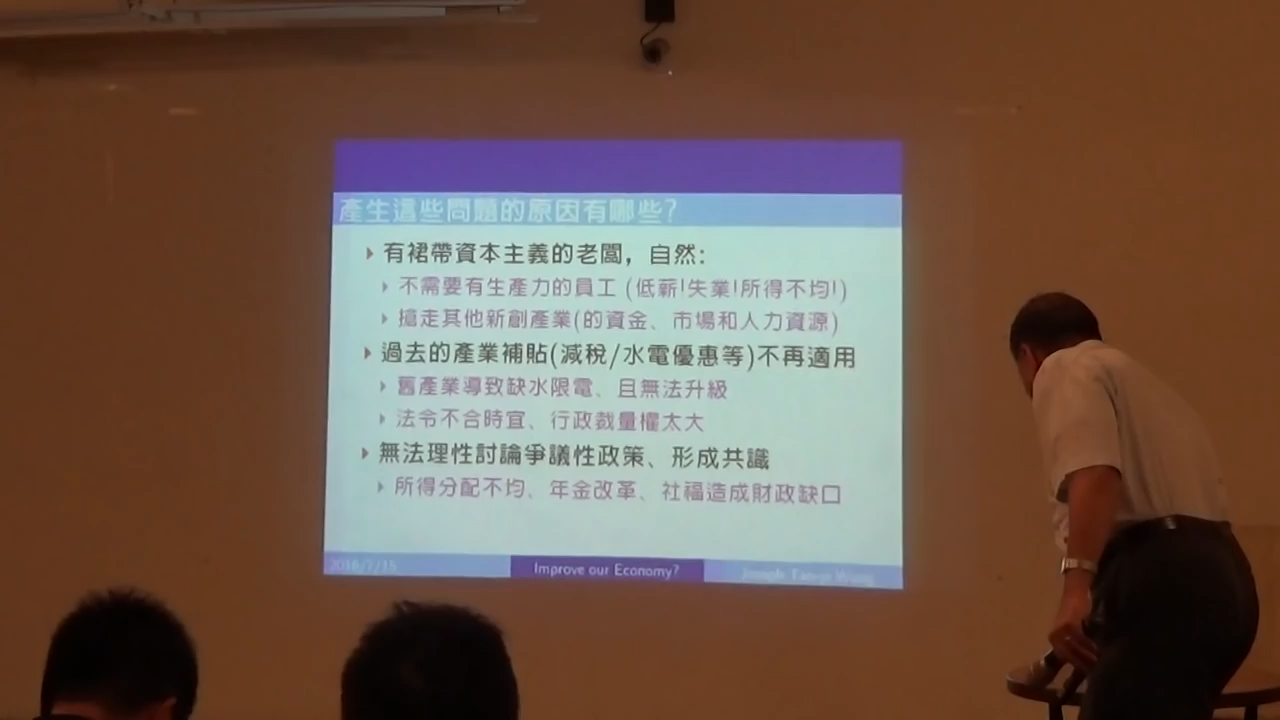 產生這些問題的原因有哪些?
有裙帶資本主義的老闆，自然:
不需要有生產力的員工 (低薪!失業!所得不均!)
搶走其他新創產業(的資金、市場和人力資源)
過去的產業補貼(減稅/水電優惠等)不再適用
舊產業導致缺水限電、且無法升級
法令不合時宜、行政裁量權太大
無法理性討論爭議性政策、形成共識
所得分配不均、年金改革、社福造成財政缺口
2016/7/15
Improve our Economy?
Joseph